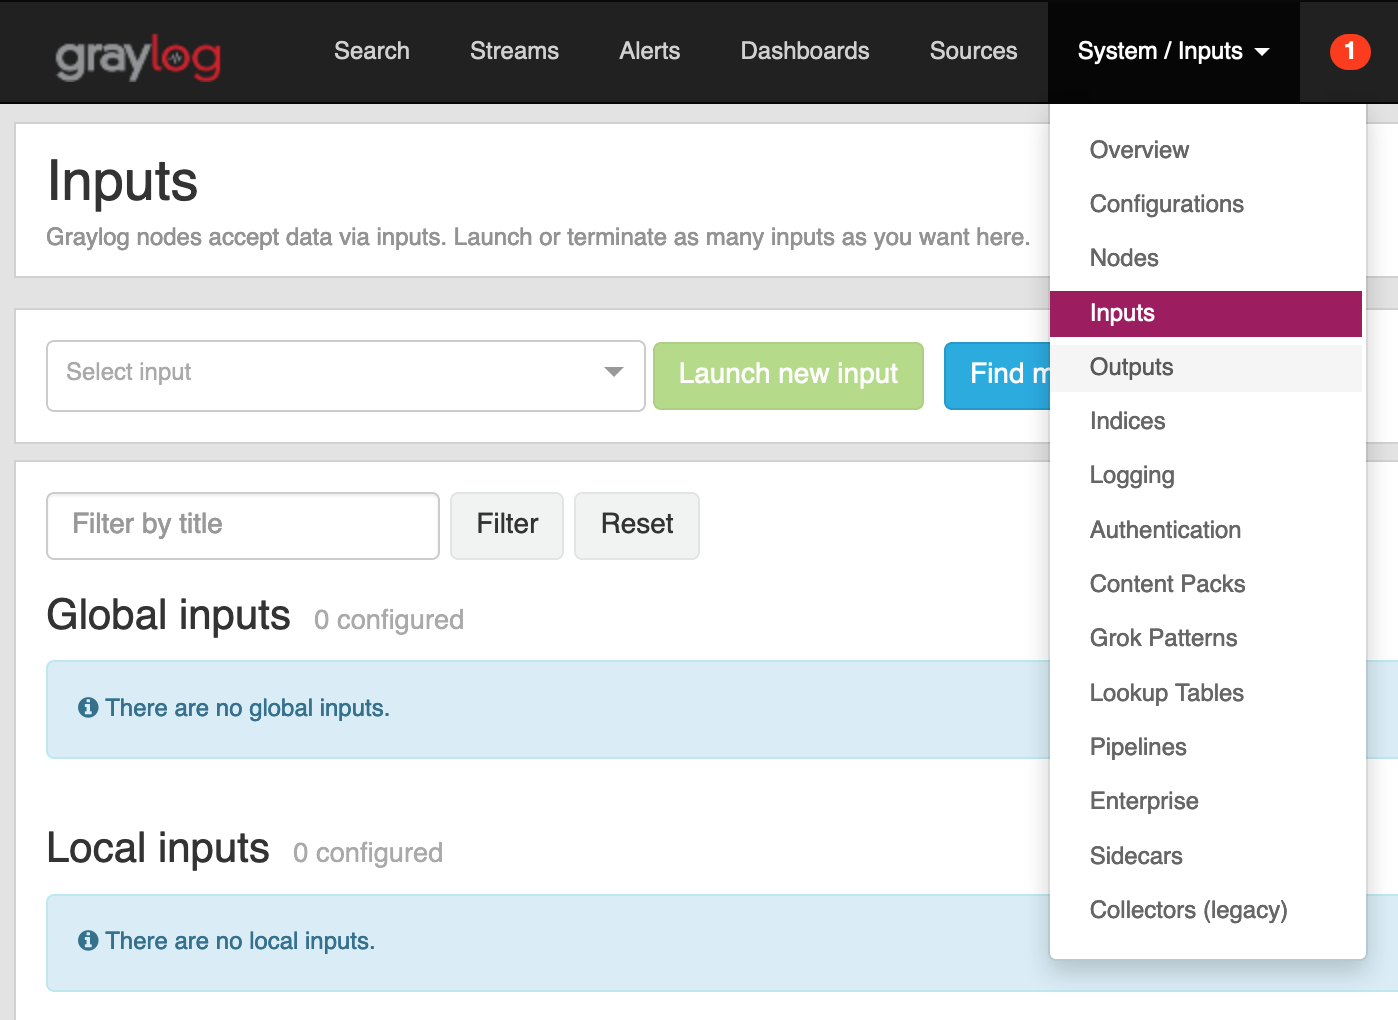 graylog
Search
Streams
Alerts
Dashboards
Sources
System / Inputs
1
Inputs
Graylog nodes accept data via inputs. Launch or terminate as many inputs as you want here.
Select input
Launch new input
Find
Filter by title
Filter
Reset
Global inputs 0 configured
There are no global inputs.
Local inputs 0 configured
There are no local inputs.
Overview
Configurations
Nodes
Inputs
Outputs
Indices
Logging
Authentication
Content Packs
Grok Patterns
Lookup Tables
Pipelines
Enterprise
Sidecars
Collectors (legacy)